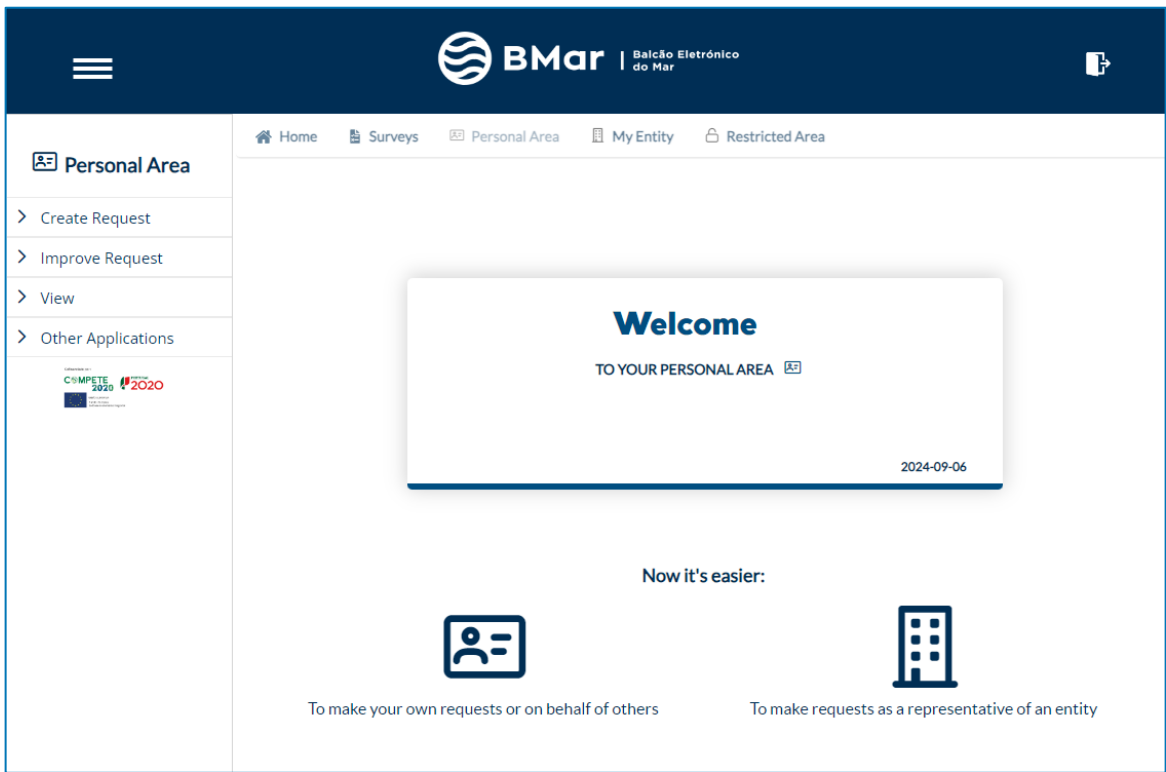 BMar | Balcão Eletrónico
do Mar
Home Surveys Personal Area My Entity Restricted Area
Personal Area
Create Request
Improve Request
View
Other Applications
COMPETE
2020
2020
Welcome
TO YOUR PERSONAL AREA
2024-09-06
Now it's easier:
To make your own requests or on behalf of others
To make requests as a representative of an entity